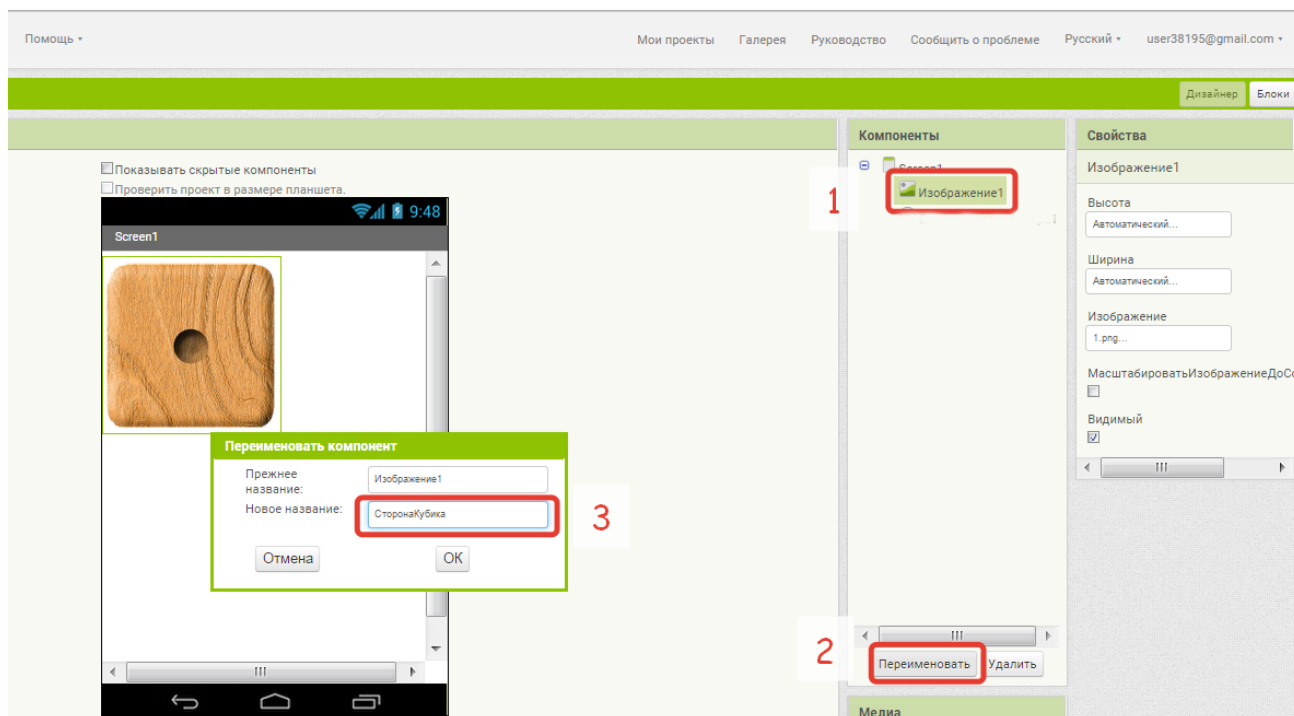 Помощь
Мои проекты Галерея Руководство Сообщить о проблеме Русский user38195@gmail.com
Дизайнер Блоки
Компоненты
Свойства
Показывать скрытые компоненты
Проверить проект в размере планшета.
9:48
Screen1
Screen1
1
Изображение1
Изображение1
Высота
Автоматический...
Ширина
Автоматический...
Изображение
1.png...
МасштабироватьИзображениеДоСо
Видимый
Переименовать компонент
Прежнее
название:
Изображение1
Новое название:
СторонаКубика
3
Отмена
OK
2
Переименовать
Удалить
Медиа